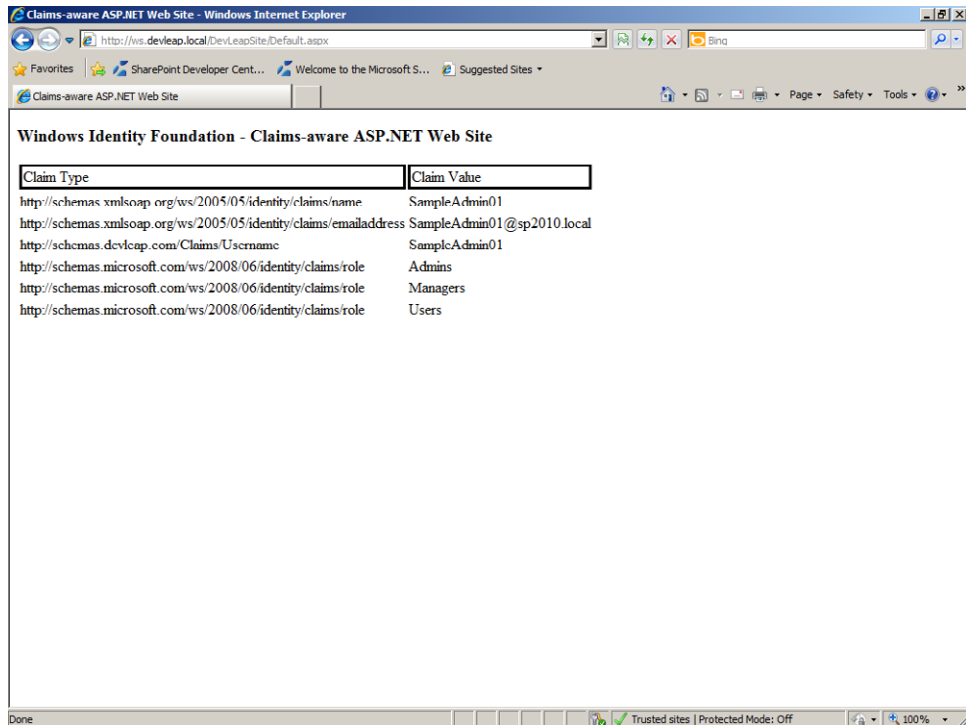 Claims-aware ASP.NET Web Site - Windows Internet Explorer
http://ws.devleap.local/DevLeapSite/Default.aspx
Bing
Favorites SharePoint Developer Cent... Welcome to the Microsoft S... Suggested Sites
Claims-aware ASP.NET Web Site
Page Safety Tools
Windows Identity Foundation - Claims-aware ASP.NET Web Site
Claim Type Claim Value
http://schemas.xmlsoap.org/ws/2005/05/identity/claims/name SampleAdmin01
http://schemas.xmlsoap.org/ws/2005/05/identity/claims/emailaddress SampleAdmin01@sp2010.local
http://schemas.devleap.com/Claims/Username SampleAdmin01
http://schemas.microsoft.com/ws/2008/06/identity/claims/role Admins
http://schemas.microsoft.com/ws/2008/06/identity/claims/role Managers
http://schemas.microsoft.com/ws/2008/06/identity/claims/role Users
Done Trusted sites | Protected Mode: Off 100%